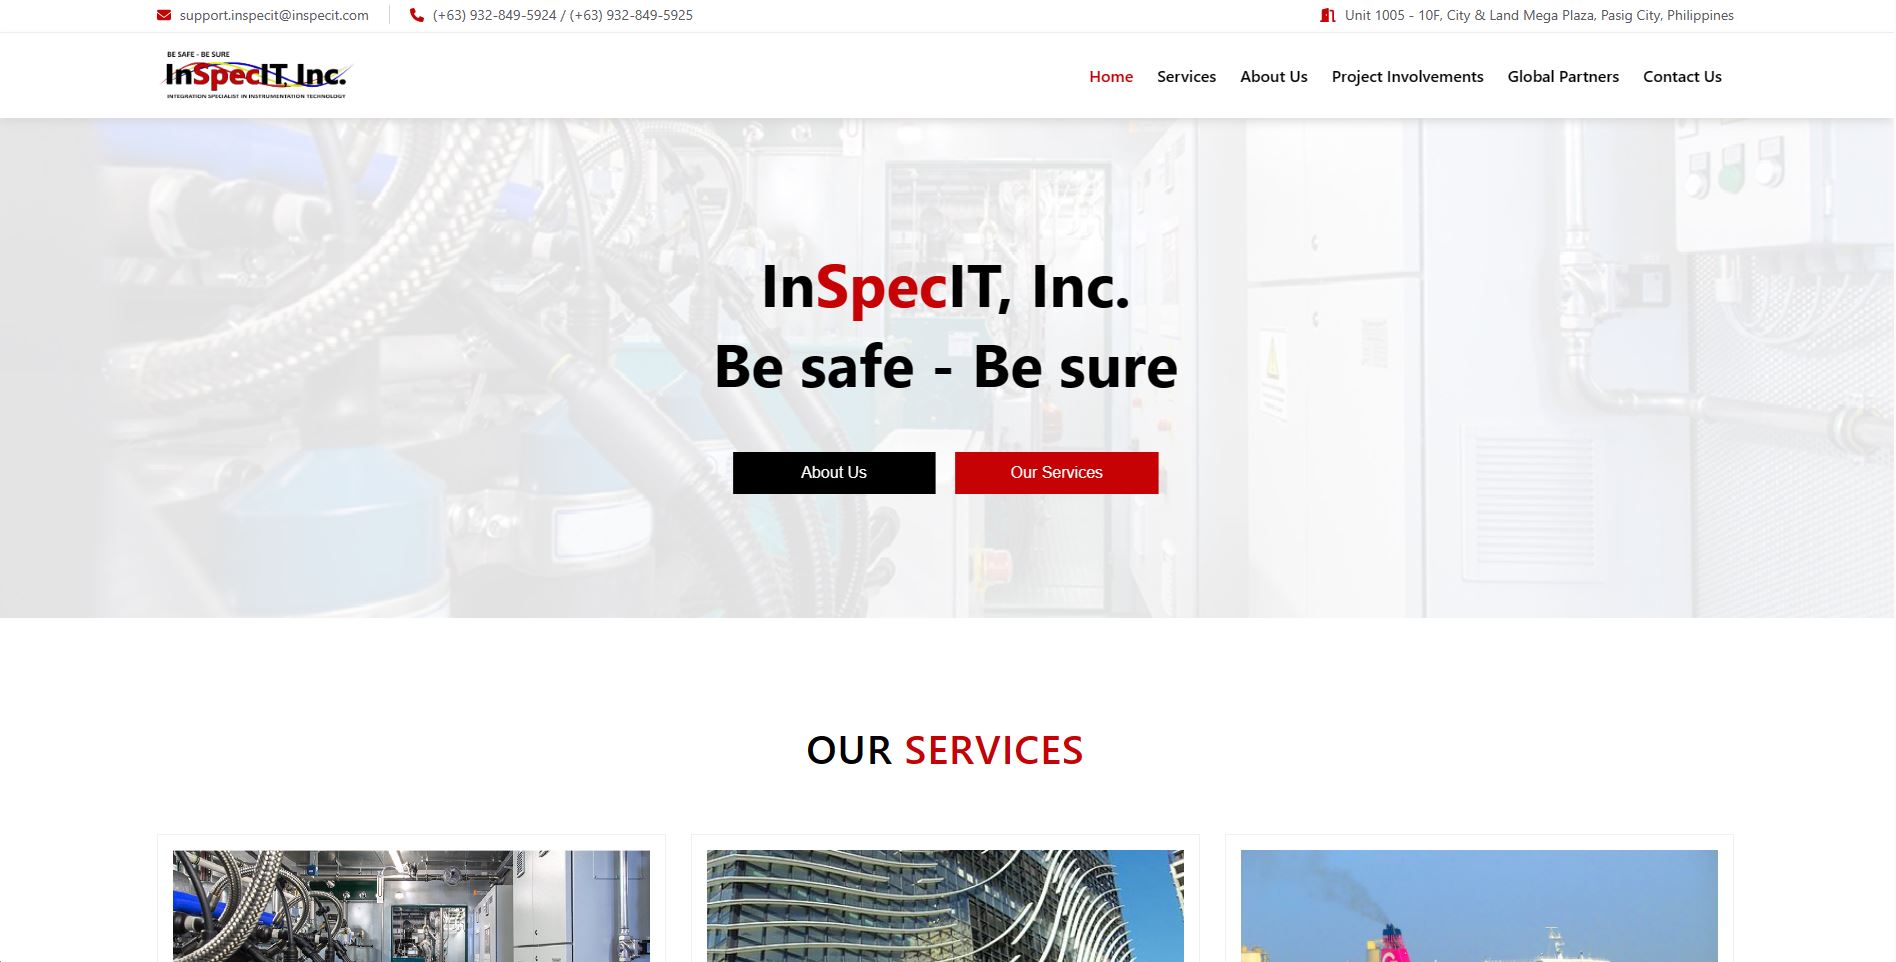 support.inspecit@inspecit.com
(+63) 932-849-5924 / (+63) 932-849-5925
Unit 1005 - 10F, City & Land Mega Plaza, Pasig City, Philippines
BE SAFE - BE SURE
InSpecIT, Inc.
INTEGRATION SPECIALIST IN INSTRUMENTATION TECHNOLOGY
Home Services About Us Project Involvements Global Partners Contact Us
InSpecIT, Inc.
Be safe - Be sure
About Us Our Services
OUR SERVICES
G